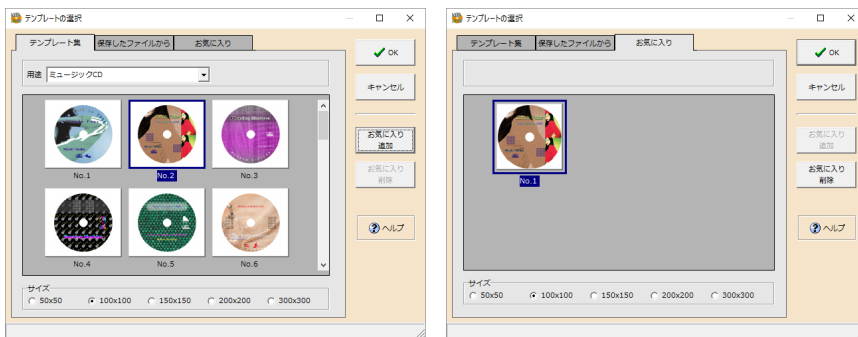 テンプレートの選択
テンプレート集 保存したファイルから お気に入り
OK
用途 ミュージックCD
キャンセル
お気に入り
追加
お気に入り
削除
No.1 No.2 No.3
ヘルプ
No.4 No.5 No.6
サイズ
50x50 100x100 150x150 200x200 300x300
テンプレートの選択
テンプレート集 保存したファイルから お気に入り
OK
キャンセル
お気に入り
追加
お気に入り
削除
No.1
ヘルプ
サイズ
50x50 100x100 150x150 200x200 300x300